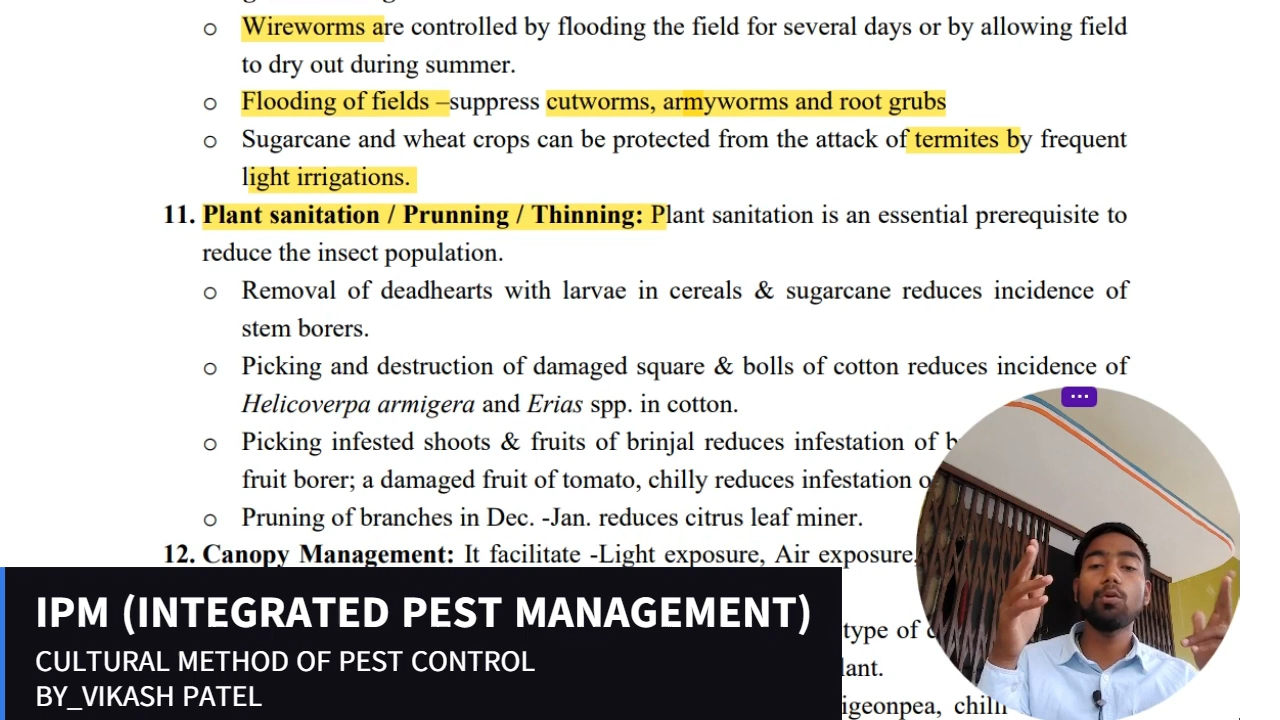 Wireworms are controlled by flooding the field for several days or by allowing field
to dry out during summer.
Flooding of fields –suppress cutworms, armyworms and root grubs
Sugarcane and wheat crops can be protected from the attack of termites by frequent
light irrigations.
11. Plant sanitation / Prunning / Thinning: Plant sanitation is an essential prerequisite to
reduce the insect population.
Removal of deadhearts with larvae in cereals & sugarcane reduces incidence of
stem borers.
Picking and destruction of damaged square & bolls of cotton reduces incidence of
Helicoverpa armigera and Erias spp. in cotton.
Picking infested shoots & fruits of brinjal reduces infestation of
fruit borer; a damaged fruit of tomato, chilly reduces infestation
Pruning of branches in Dec. -Jan. reduces citrus leaf miner.
12. Canopy Management: It facilitate -Light exposure, Air exposure,
type of
lant.
igeonpea, chilli
IPM (INTEGRATED PEST MANAGEMENT)
CULTURAL METHOD OF PEST CONTROL
BY_VIKASH PATEL